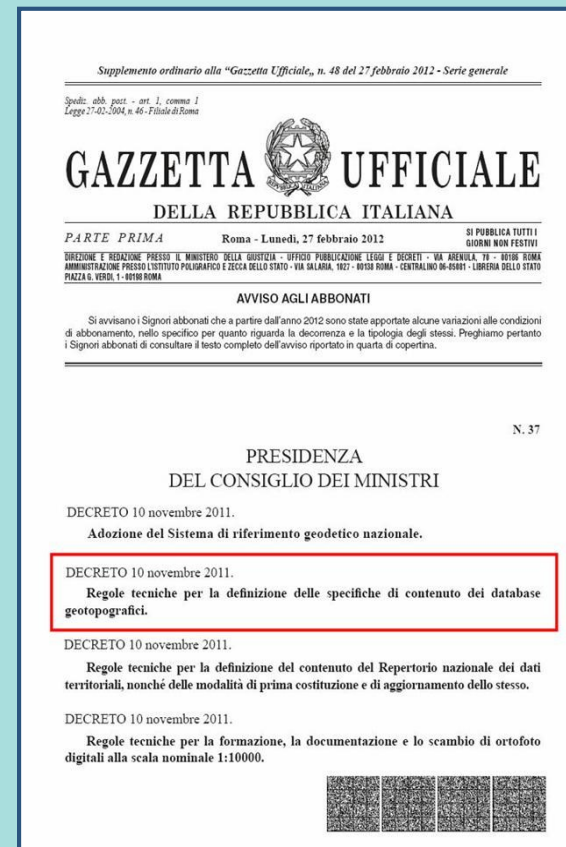 Supplemento ordinario alla “Gazzetta Ufficiale„ n. 48 del 27 febbraio 2012 - Serie generale
Spediz. abb. post. - art. 1, comma 1
Legge 27-02-2004, n. 46 - Filiale di Roma
GAZZETTA UFFICIALE
DELLA REPUBBLICA ITALIANA
PARTE PRIMA
Roma - Lunedì, 27 febbraio 2012
SI PUBBLICA TUTTI I
GIORNI NON FESTIVI
DIREZIONE E REDAZIONE PRESSO IL MINISTERO DELLA GIUSTIZIA - UFFICIO PUBBLICAZIONE LEGGI E DECRETI - VIA ARENULA, 70 - 00186 ROMA
AMMINISTRAZIONE PRESSO L'ISTITUTO POLIGRAFICO E ZECCA DELLO STATO - VIA SALARIA, 1027 - 00138 ROMA - CENTRALINO 06-85081 - LIBRERIA DELLO STATO
PIAZZA G. VERDI, 1 - 00198 ROMA
AVVISO AGLI ABBONATI
Si avvisano i Signori abbonati che a partire dall'anno 2012 sono state apportate alcune variazioni alle condizioni
di abbonamento, nello specifico per quanto riguarda la decorrenza e la tipologia degli stessi. Preghiamo pertanto
i Signori abbonati di consultare il testo completo dell'avviso riportato in quarta di copertina.
N. 37
PRESIDENZA
DEL CONSIGLIO DEI MINISTRI
DECRETO 10 novembre 2011.
Adozione del Sistema di riferimento geodetico nazionale.
DECRETO 10 novembre 2011.
Regole tecniche per la definizione delle specifiche di contenuto dei database
geotopografici.
DECRETO 10 novembre 2011.
Regole tecniche per la definizione del contenuto del Repertorio nazionale dei dati
territoriali, nonché delle modalità di prima costituzione e di aggiornamento dello stesso.
DECRETO 10 novembre 2011.
Regole tecniche per la formazione, la documentazione e lo scambio di ortofoto
digitali alla scala nominale 1:10000.